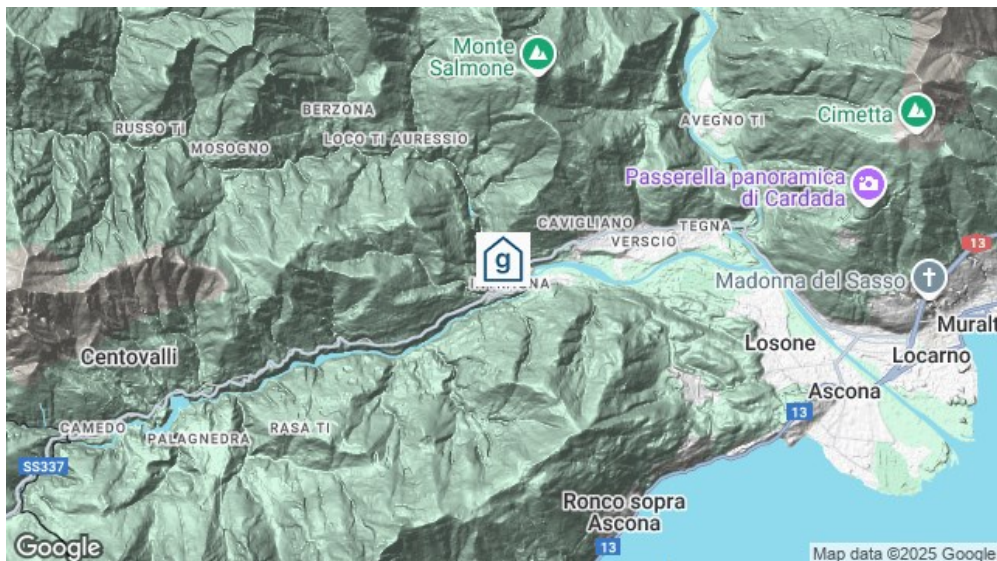 Monte
Salmone
Cimetta
BERZONA
RUSSO TI
LOCO TI AURESSIO
MOSOGNO
AVEGNO TI
Passerella panoramica
di Cardada
CAVIGLIANO
TEGNA
VERSCIO
13
g
Madonna del Sasso
Muralt
Centovalli
Losone
Locarno
Ascona
13
CAMEDO
RASA TI
PALAGNEDRA
SS337
Ronco sopra
Ascona
13
Google
Map data ©2025 Google